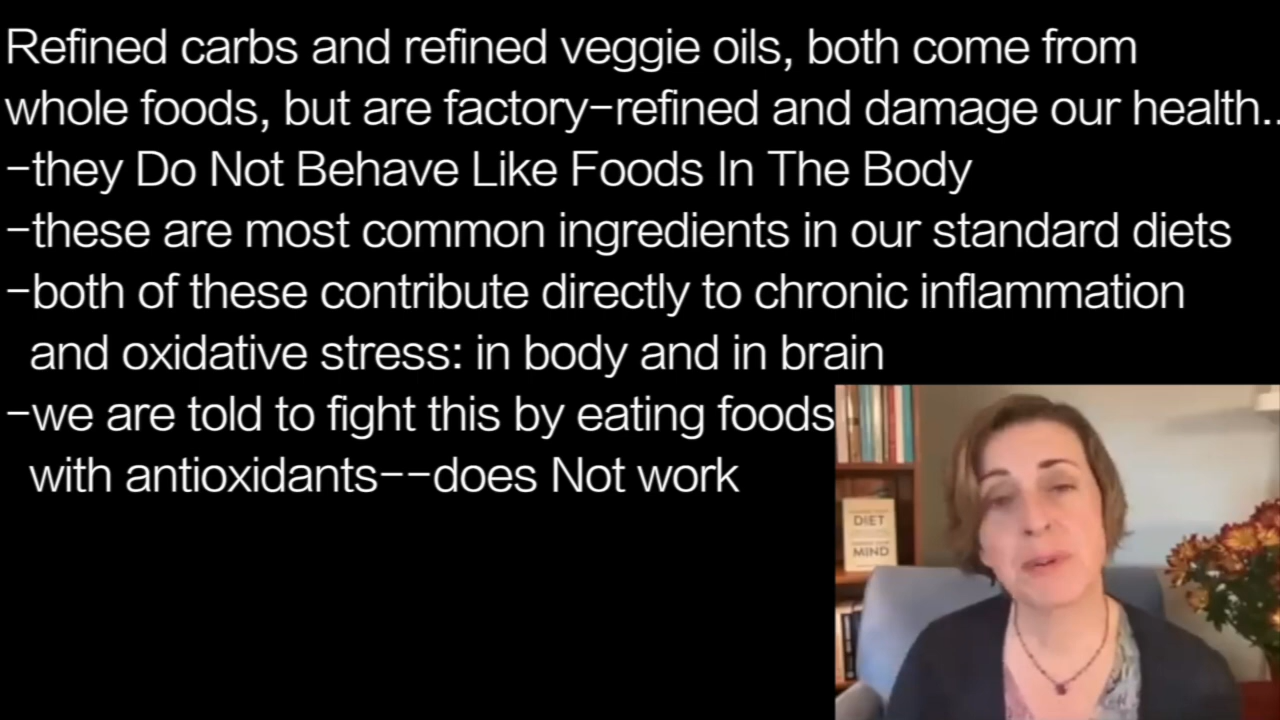 Refined carbs and refined veggie oils, both come from
whole foods, but are factory-refined and damage our health..
-they Do Not Behave Like Foods In The Body
-these are most common ingredients in our standard diets
-both of these contribute directly to chronic inflammation
and oxidative stress: in body and in brain
-we are told to fight this by eating foods
with antioxidants--does Not work
DIET
MIND